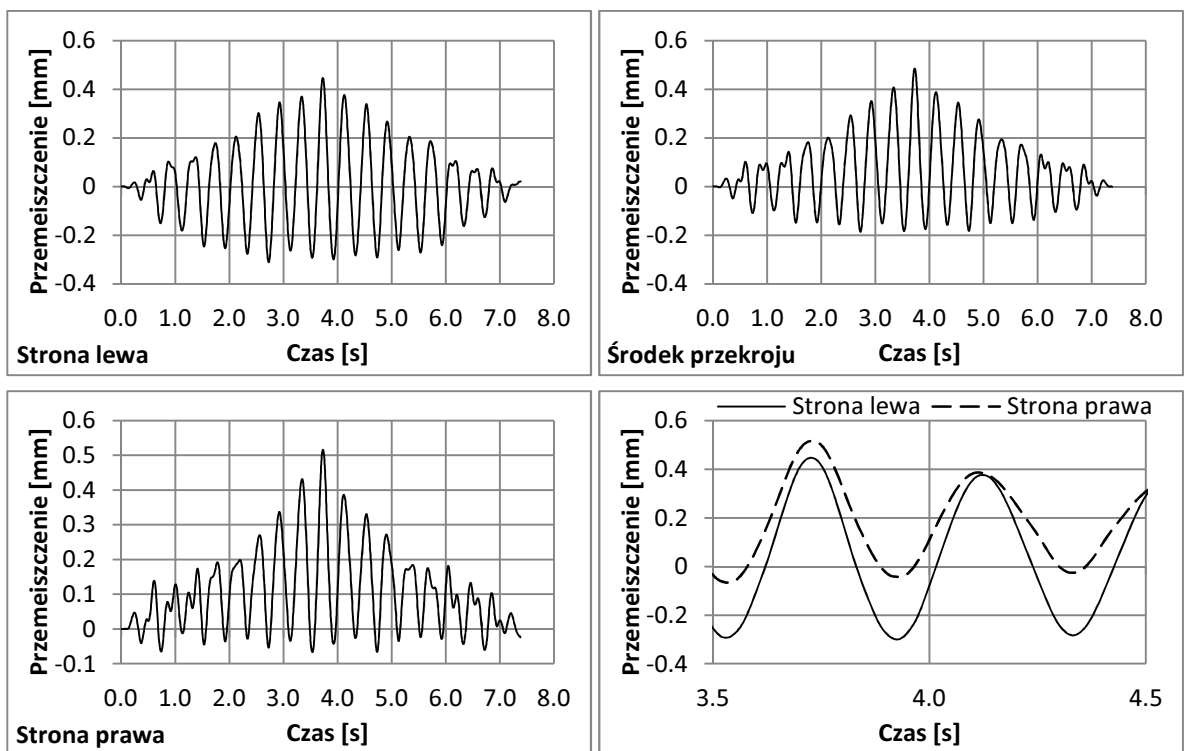 Przemeiszczenie [mm]
0.6
0.4
0.2
0
-0.2
-0.4
0.0 1.0 2.0 3.0 4.0 5.0 6.0 7.0 8.0
Strona lewa
Czas [s]
Przemeiszczenie [mm]
0.6
0.4
0.2
0
-0.2
-0.4
0.0 1.0 2.0 3.0 4.0 5.0 6.0 7.0 8.0
Środek przekroju
Czas [s]
Przemeiszczenie [mm]
0.6
0.5
0.4
0.3
0.2
0.1
0
-0.1
0.0 1.0 2.0 3.0 4.0 5.0 6.0 7.0 8.0
Strona prawa
Czas [s]
Strona lewa
Strona prawa
Przemeiszczenie [mm]
0.6
0.4
0.2
0
-0.2
-0.4
3.5 4.0 4.5
Czas [s]